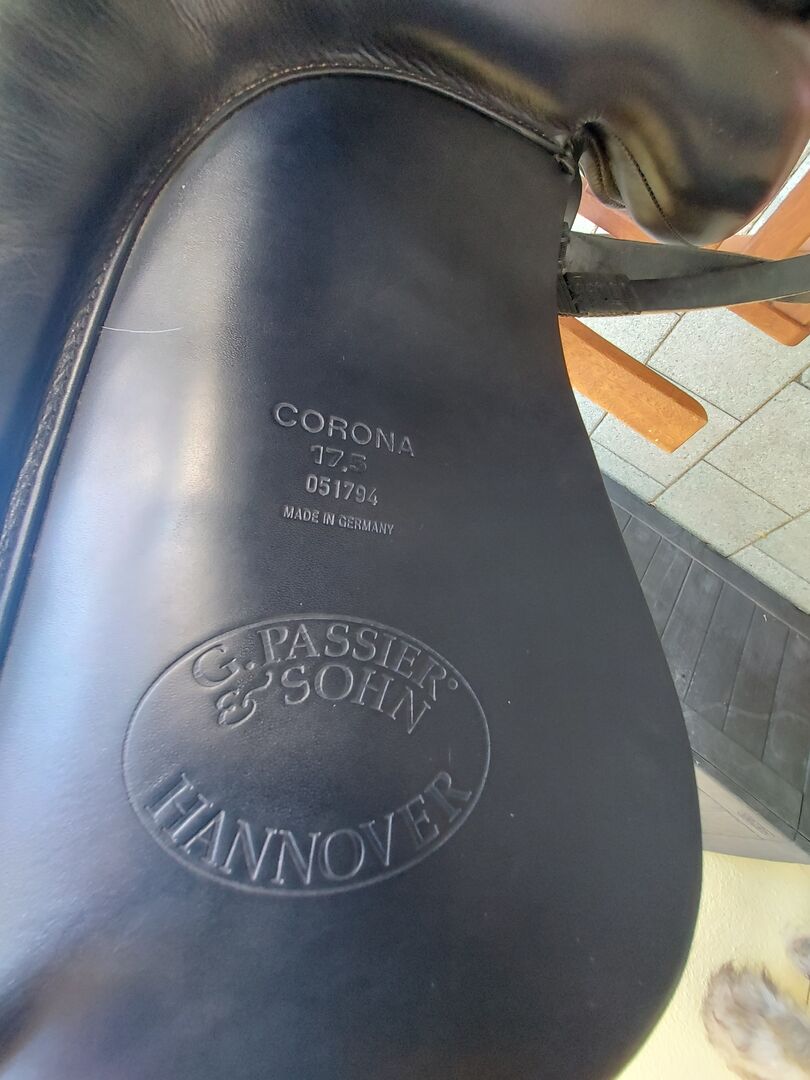 CORONA
17,5
051794
MADE IN GERMANY
G. PASSIER
& SOHN
HANNOVER